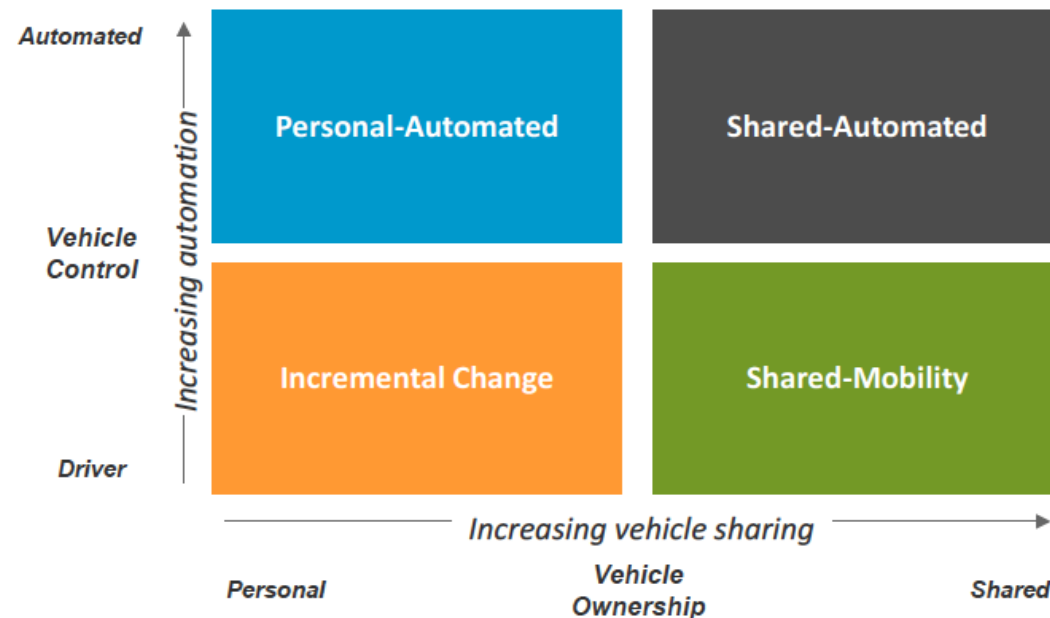 Automated
Personal-Automated
Shared-Automated
Increasing automation
Vehicle
Control
Incremental Change
Shared-Mobility
Driver
Increasing vehicle sharing
Personal
Vehicle
Ownership
Shared